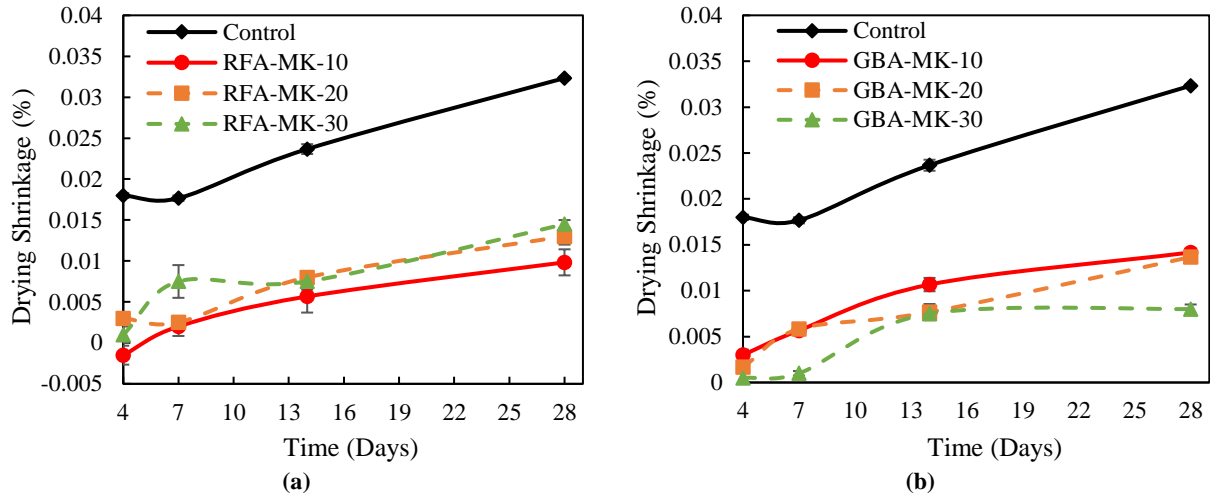 0.04
0.035
0.03
0.025
0.02
0.015
0.01
0.005
0
-0.005
Drying Shrinkage (%)
Control
RFA-MK-10
RFA-MK-20
RFA-MK-30
4 7 10 13 16 19 22 25 28
Time (Days)
(a)
0.04
0.035
0.03
0.025
0.02
0.015
0.01
0.005
0
Drying Shrinkage (%)
Control
GBA-MK-10
GBA-MK-20
GBA-MK-30
4 7 10 13 16 19 22 25 28
Time (Days)
(b)